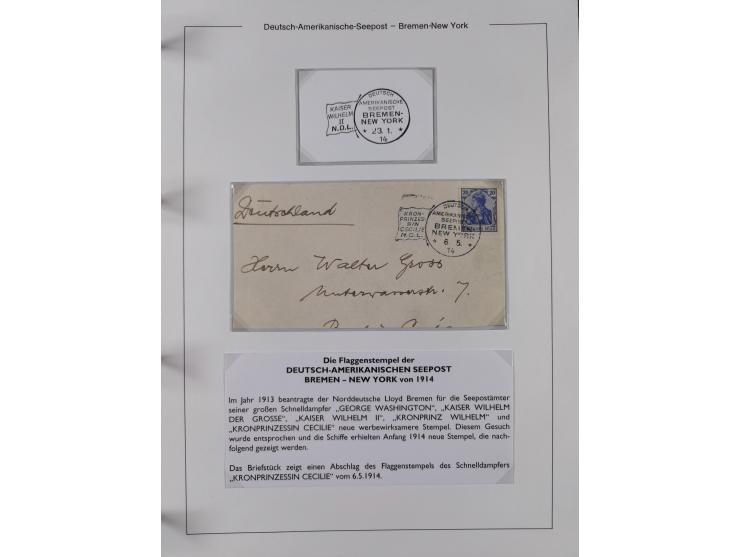 Deutsch-Amerikanische-Seepost – Bremen-New York
KAISER
WILHELM
II
N.D.L.
DEUTSCH
AMERIKANISCHE
SEEPOST
BREMEN-
NEW YORK
* 23.1. *
14
Deutschland
KRON-
PRINZES
SIN
CECILIE
N.D.L.
DEUTSCH
AMERIKANISCHE
SEEPOST
BREMEN
NEW YORK
* 6.5. *
14
20 20
Herrn Walter Gross
Unterwasserstr. 7.
Die Flaggenstempel der
DEUTSCH-AMERIKANISCHEN SEEPOST
BREMEN – NEW YORK von 1914
Im Jahr 1913 beantragte der Norddeutsche Lloyd Bremen für die Seepostämter
seiner großen Schnelldampfer „GEORGE WASHINGTON“, „KAISER WILHELM
DER GROSSE“, „KAISER WILHELM II“, „KRONPRINZ WILHELM“ und
„KRONPRINZESSIN CECILIE“ neue werbewirksamere Stempel. Diesem Gesuch
wurde entsprochen und die Schiffe erhielten Anfang 1914 neue Stempel, die nach-
folgend gezeigt werden.
Das Briefstück zeigt einen Abschlag des Flaggenstempels des Schnelldampfers
„KRONPRINZESSIN CECILIE“ vom 6.5.1914.